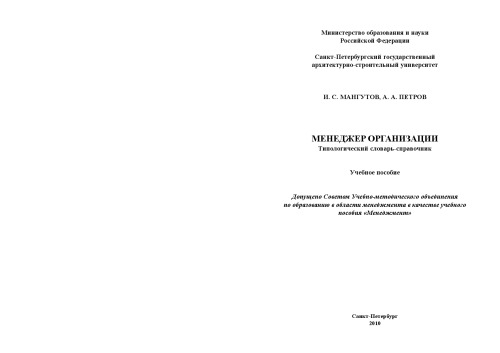 Министерство образования и науки
Российской Федерации
Санкт-Петербургский государственный
архитектурно-строительный университет
И. С. МАНГУТОВ, А. А. ПЕТРОВ
МЕНЕДЖЕР ОРГАНИЗАЦИИ
Типологический словарь-справочник
Учебное пособие
Допущено Советом Учебно-методического объединения
по образованию в области менеджмента в качестве учебного
пособия «Менеджмент»
Санкт-Петербург
2010